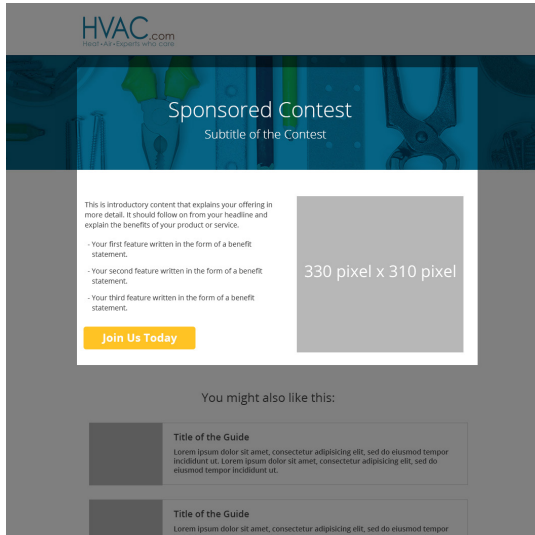 HVAC.com
Heat+Air+Experts who care
Sponsored Contest
Subtitle of the Contest
This is introductory content that explains your offering in
more detail. It should follow on from your headline and
explain the benefits of your product or service.
- Your first feature written in the form of a benefit
statement.
- Your second feature written in the form of a benefit
statement.
- Your third feature written in the form of a benefit
statement.
330 pixel x 310 pixel
Join Us Today
You might also like this:
Title of the Guide
Lorem ipsum dolor sit amet, consectetur adipisicing elit, sed do eiusmod tempor
incididunt ut. Lorem ipsum dolor sit amet, consectetur adipisicing elit, sed do
eiusmod tempor incididunt ut.
Title of the Guide
Lorem ipsum dolor sit amet, consectetur adipisicing elit, sed do eiusmod tempor